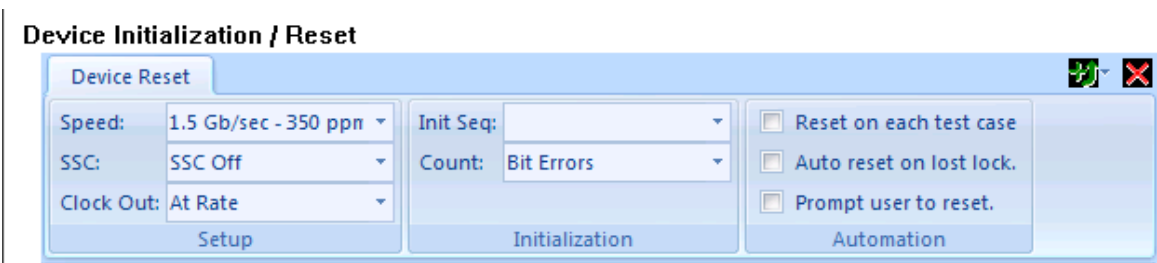 Device Initialization / Reset
Device Reset
Speed: 1.5 Gb/sec - 350 ppm Init Seq: Reset on each test case
SSC: SSC Off Count: Bit Errors Auto reset on lost lock.
Clock Out: At Rate Prompt user to reset.
Setup Initialization Automation